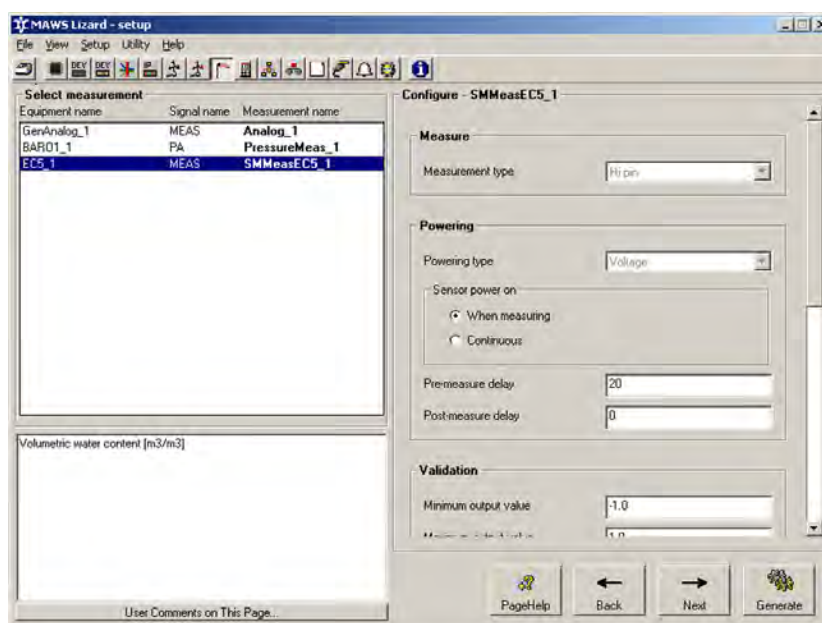 MAWS Lizard - setup
File View Setup Utility Help
Select measurement
Equipment name Signal name Measurement name
GenAnalog_1 MEAS Analog_1
BARO1_1 PA PressureMeas_1
EC5_1 MEAS SMMeasEC5_1
Volumetric water content [m3/m3]
User Comments on This Page...
Configure - SMMeasEC5_1
Measure
Measurement type Hi pin
Powering
Powering type Voltage
Sensor power on
When measuring
Continuous
Pre-measure delay 20
Post-measure delay 0
Validation
Minimum output value -1.0
PageHelp Back Next Generate